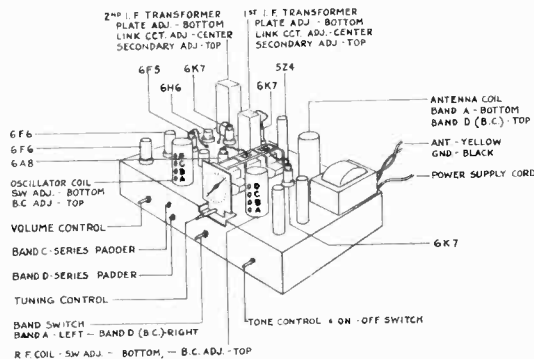 2ND I.F TRANSFORMER
PLATE ADJ. - BOTTOM
LINK CCT. ADJ - CENTER
SECONDARY ADJ - TOP
1ST I.F. TRANSFORMER
PLATE ADJ - BOTTOM
LINK CCT. ADJ. - CENTER
SECONDARY ADJ - TOP
6F5
6K7
5Z4
6H6
6K7
ANTENNA COIL
BAND A - BOTTOM
BAND D (B.C.) - TOP
6F6
6F6
6A8
ANT - YELLOW
GND - BLACK
POWER SUPPLY CORD
OSCILLATOR COIL
S.W ADJ. - BOTTOM
B.C ADJ - TOP
C
B
A
D
C
B
A
VOLUME CONTROL
6K7
BAND C - SERIES PADDER
BAND D - SERIES PADDER
TUNING CONTROL
BAND SWITCH
BAND A - LEFT - BAND D (B.C.) - RIGHT
TONE CONTROL & ON - OFF SWITCH
R.F. COIL - S.W ADJ - BOTTOM, - B.C. ADJ. - TOP